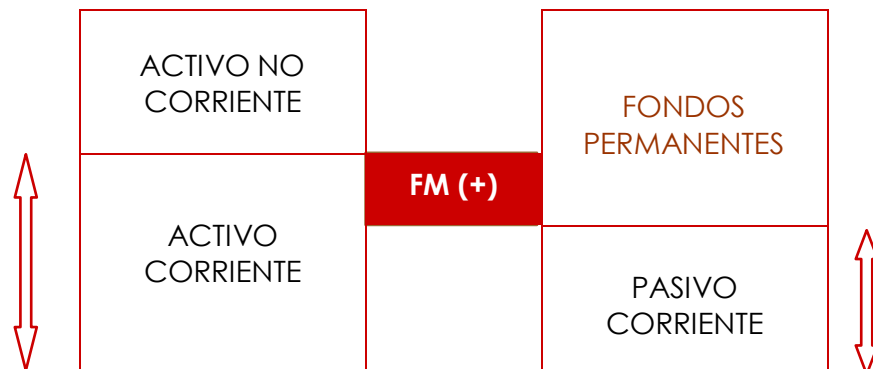 ACTIVO NO
CORRIENTE
FONDOS
PERMANENTES
FM (+)
ACTIVO
CORRIENTE
PASIVO
CORRIENTE